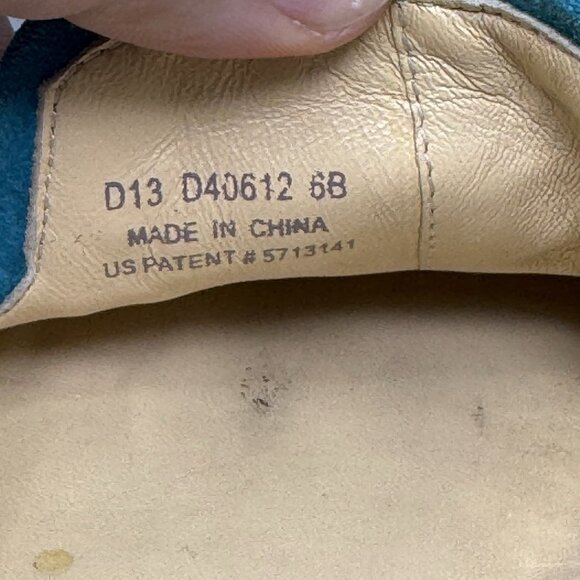 D13 D40612 6B
MADE IN CHINA
US PATENT # 5713141